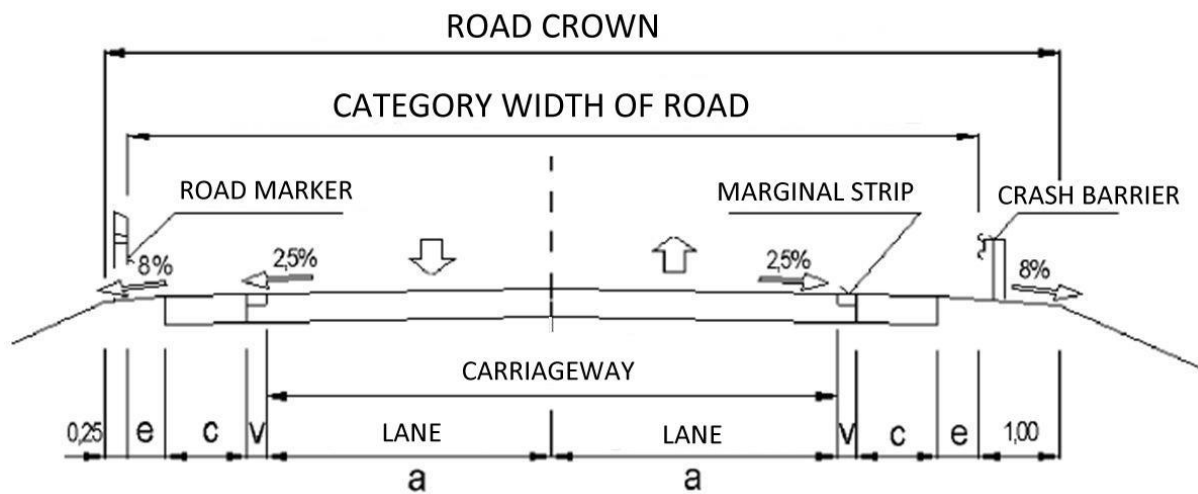 ROAD CROWN
CATEGORY WIDTH OF ROAD
ROAD MARKER
MARGINAL STRIP
CRASH BARRIER
8%
2,5%
2,5%
8%
CARRIAGEWAY
0,25 e c v LANE LANE v c e 1,00
a a